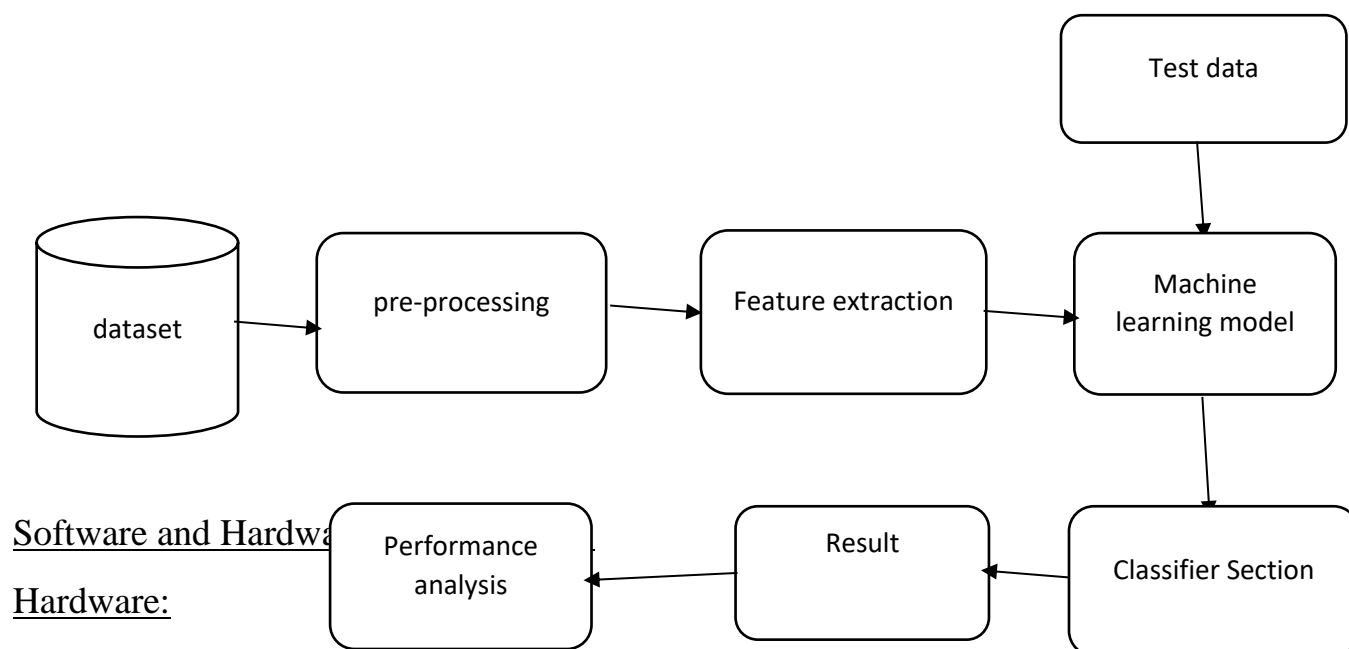 Test data
dataset
pre-processing
Feature extraction
Machine
learning model
Software and Hardwa
Performance
analysis
Result
Classifier Section
Hardware: